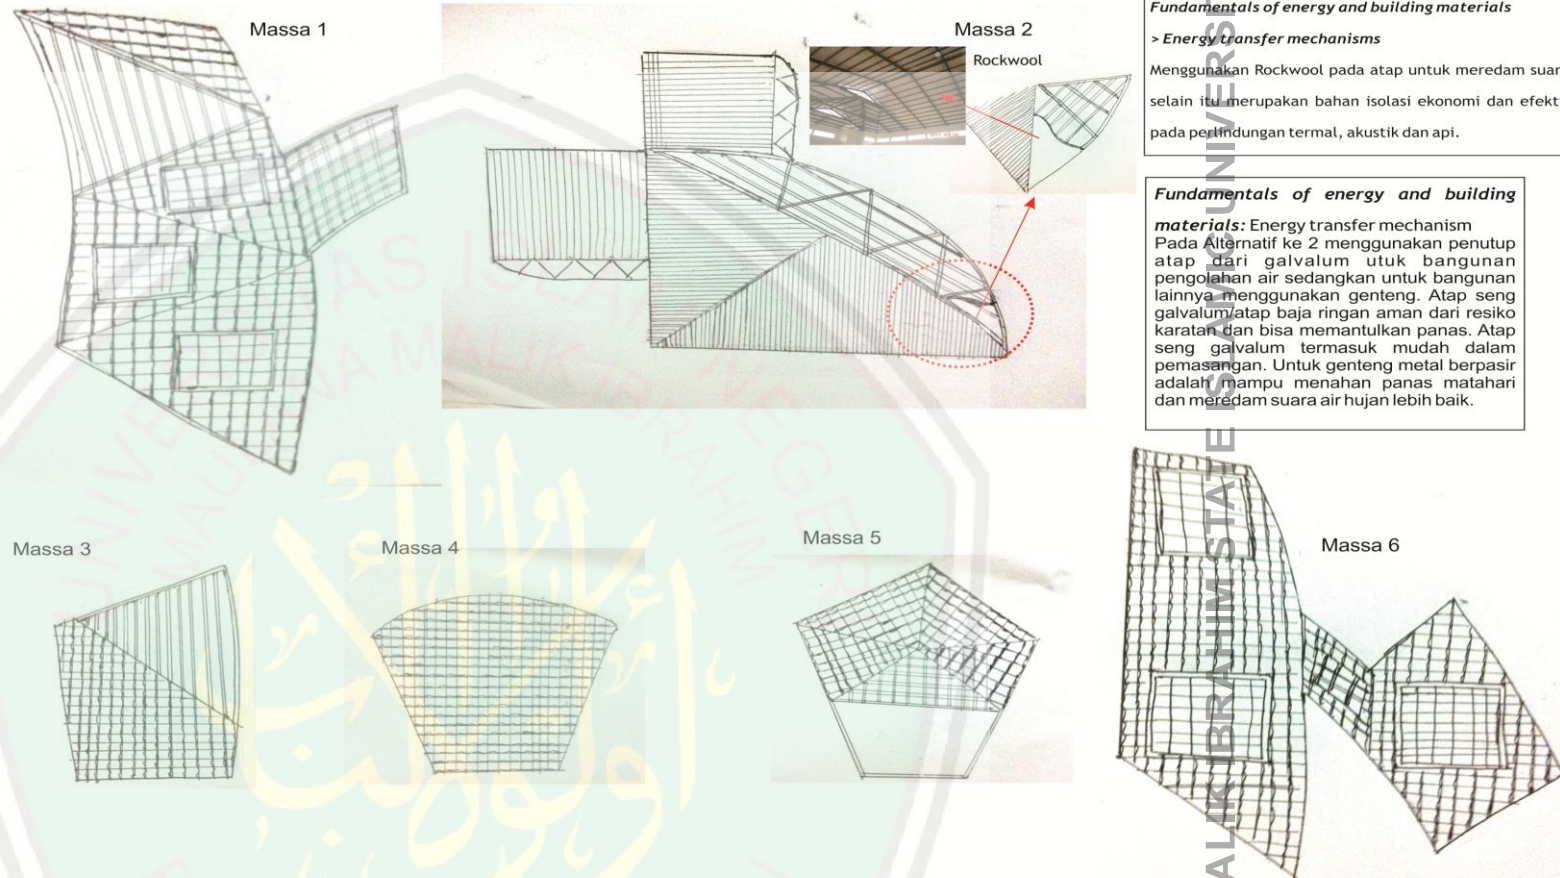 Massa 1
Massa 2
Rockwool
Fundamentals of energy and building materials
> Energy transfer mechanisms
Menggunakan Rockwool pada atap untuk meredam suar
selain itu merupakan bahan isolasi ekonomi dan efekt
pada perlindungan termal, akustik dan api.
Fundamentals of energy and building
materials: Energy transfer mechanism
Pada Alternatif ke 2 menggunakan penutup
atap dari galvalum utuk bangunan
pengolahan air sedangkan untuk bangunan
lainnya menggunakan genteng. Atap seng
galvalum/atap baja ringan aman dari resiko
karatan dan bisa memantulkan panas. Atap
seng galvalum termasuk mudah dalam
pemasangan. Untuk genteng metal berpasir
adalah mampu menahan panas matahari
dan meredam suara air hujan lebih baik.
Massa 3
Massa 4
Massa 5
Massa 6
ALIK IBRAHIM STATE ISLAMIC UNIVERS